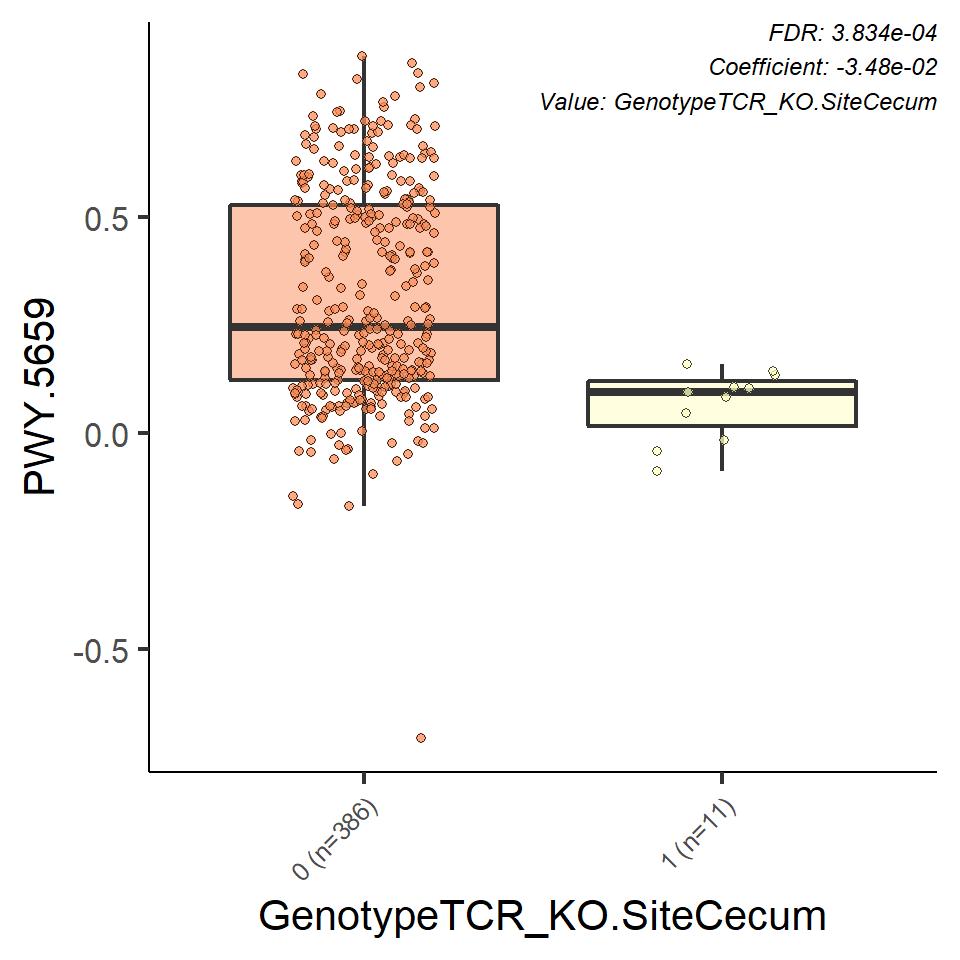 FDR: 3.834e-04
Coefficient: -3.48e-02
Value: GenotypeTCR_KO.SiteCecum
PWY.5659
0.5
0.0
-0.5
0 (n=386)
1 (n=11)
GenotypeTCR_KO.SiteCecum